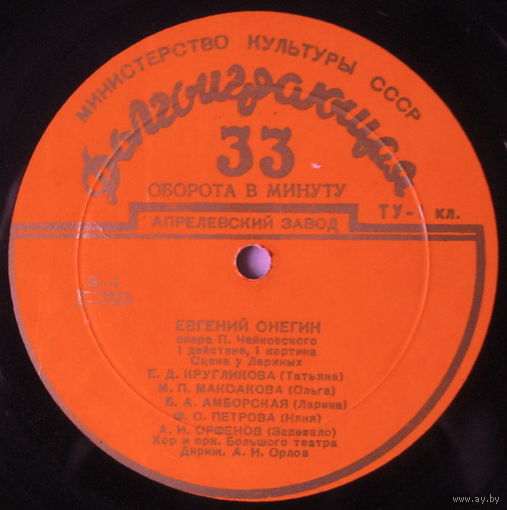 МИНИСТЕРСТВО КУЛЬТУРЫ СССР
Долгоиграющая
33
ОБОРОТА В МИНУТУ
АПРЕЛЕВСКИЙ ЗАВОД
ТУ- кл.
ЕВГЕНИЙ ОНЕГИН
опера П. Чайковского
1 действие, 1 картина
Сцена у Лариных
Е. Д. КРУГЛИКОВА (Татьяна)
М. П. МАКСАКОВА (Ольга)
Б. А. АМБОРСКАЯ (Ларина)
Ф. С. ПЕТРОВА (Няня)
А. И. ОРФЕНОВ (Запевало)
Хор и орк. Большого театра
Дириж. А. И. Орлов
www.ay.by